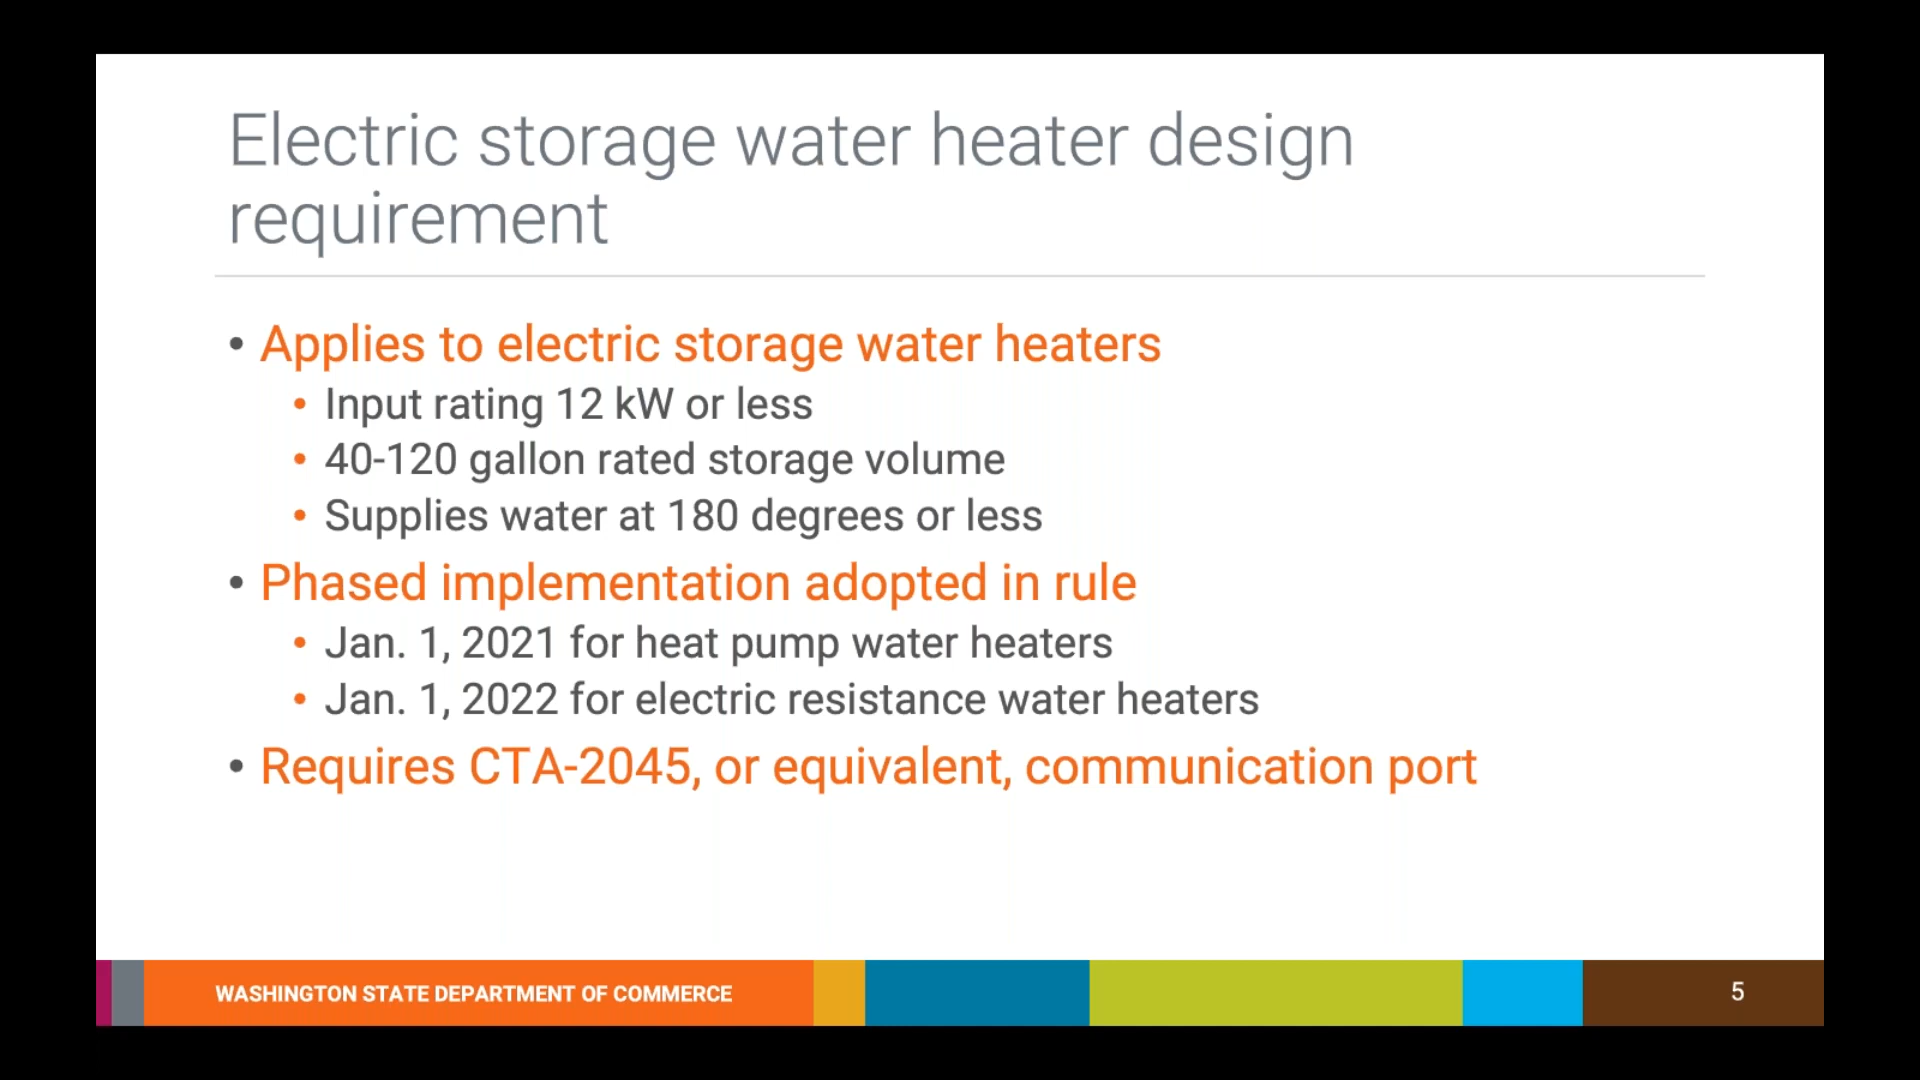 Electric storage water heater design
requirement
• Applies to electric storage water heaters
• Input rating 12 kW or less
• 40-120 gallon rated storage volume
• Supplies water at 180 degrees or less
• Phased implementation adopted in rule
• Jan. 1, 2021 for heat pump water heaters
• Jan. 1, 2022 for electric resistance water heaters
• Requires CTA-2045, or equivalent, communication port
WASHINGTON STATE DEPARTMENT OF COMMERCE
5